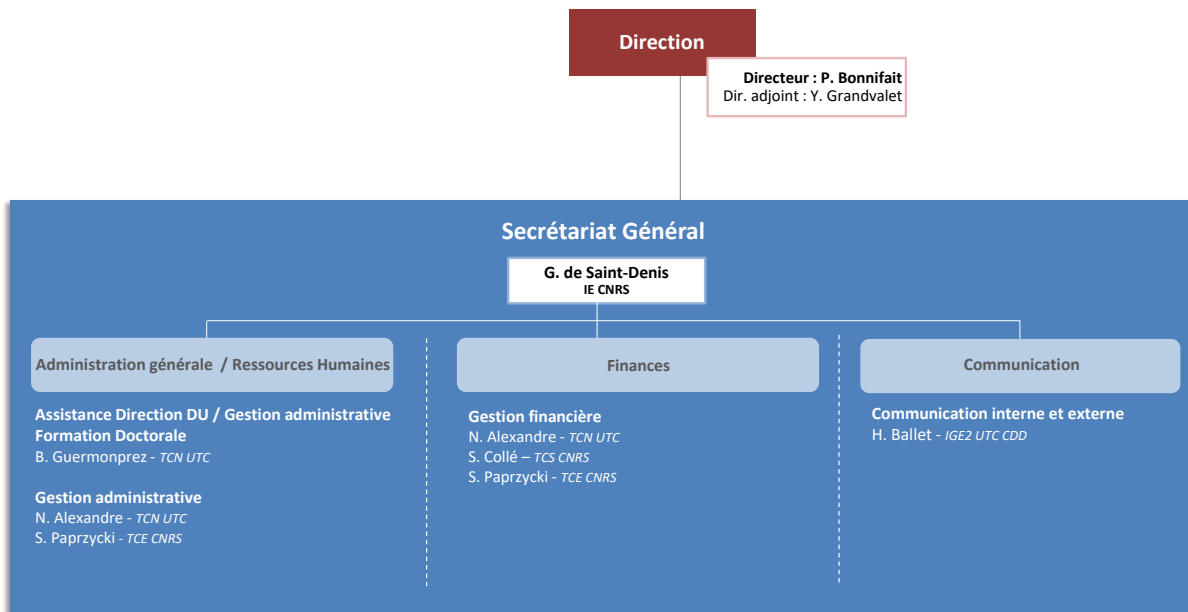 Direction
Directeur : P. Bonnifait
Dir. adjoint : Y. Grandvalet
Secrétariat Général
G. de Saint-Denis
IE CNRS
Administration générale / Ressources Humaines
Assistance Direction DU / Gestion administrative
Formation Doctorale
B. Guermonprez - TCN UTC
Gestion administrative
N. Alexandre - TCN UTC
S. Paprzycki - TCE CNRS
Finances
Gestion financière
N. Alexandre - TCN UTC
S. Collé – TCS CNRS
S. Paprzycki - TCE CNRS
Communication
Communication interne et externe
H. Ballet - IGE2 UTC CDD